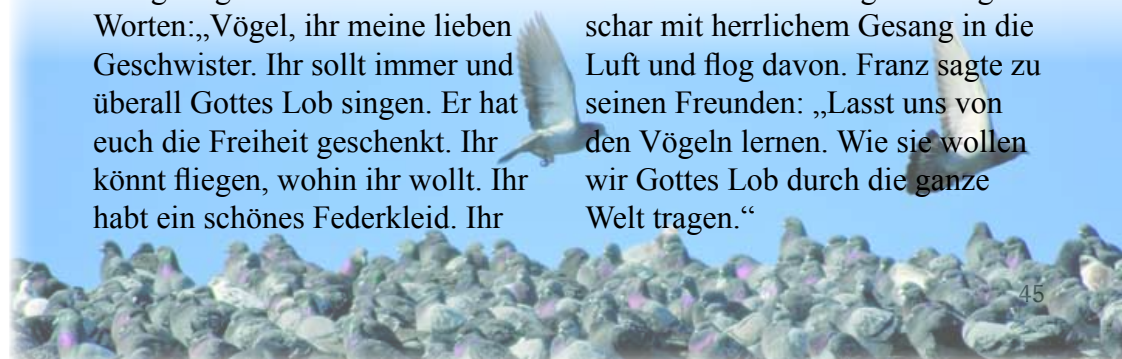 Worten:„Vögel, ihr meine lieben
Geschwister. Ihr sollt immer und
überall Gottes Lob singen. Er hat
euch die Freiheit geschenkt. Ihr
könnt fliegen, wohin ihr wollt. Ihr
habt ein schönes Federkleid. Ihr
schar mit herrlichem Gesang in die
Luft und flog davon. Franz sagte zu
seinen Freunden: „Lasst uns von
den Vögeln lernen. Wie sie wollen
wir Gottes Lob durch die ganze
Welt tragen.“
45